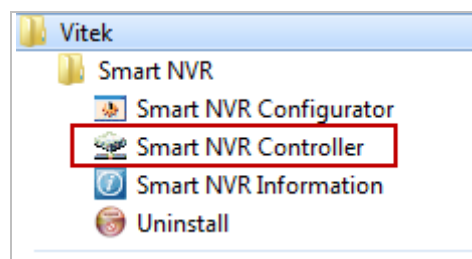 Vitek
Smart NVR
Smart NVR Configurator
Smart NVR Controller
Smart NVR Information
Uninstall